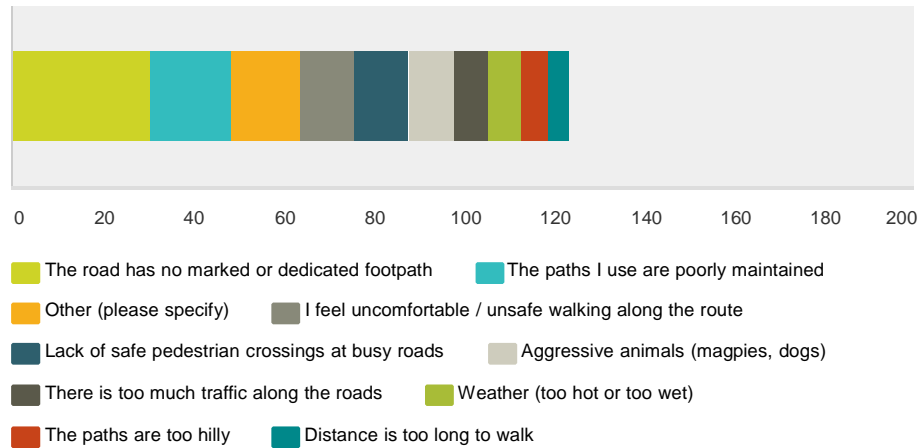 0 20 40 60 80 100 120 140 160 180 200
The road has no marked or dedicated footpath The paths I use are poorly maintained
Other (please specify) I feel uncomfortable / unsafe walking along the route
Lack of safe pedestrian crossings at busy roads Aggressive animals (magpies, dogs)
There is too much traffic along the roads Weather (too hot or too wet)
The paths are too hilly Distance is too long to walk